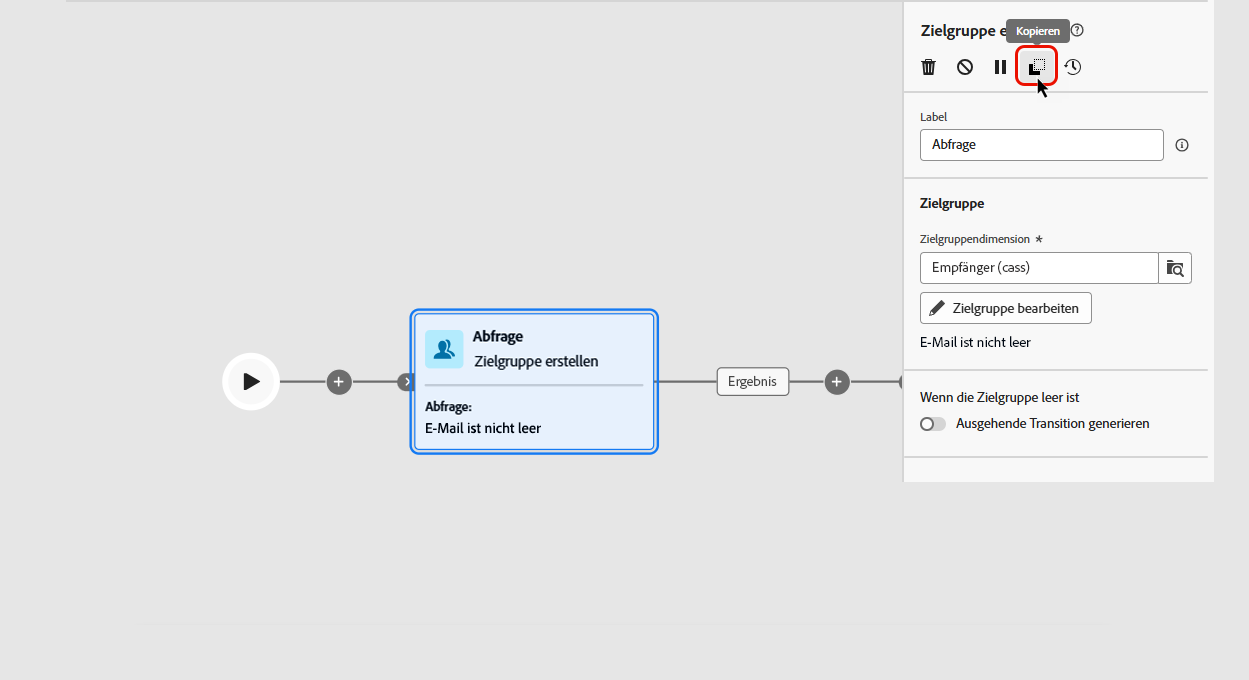 Zielgruppe e
Kopieren
Label
Abfrage
Zielgruppe
Zielgruppendimension *
Empfänger (cass)
Zielgruppe bearbeiten
E-Mail ist nicht leer
Wenn die Zielgruppe leer ist
Ausgehende Transition generieren
Abfrage
Zielgruppe erstellen
Abfrage:
E-Mail ist nicht leer
Ergebnis